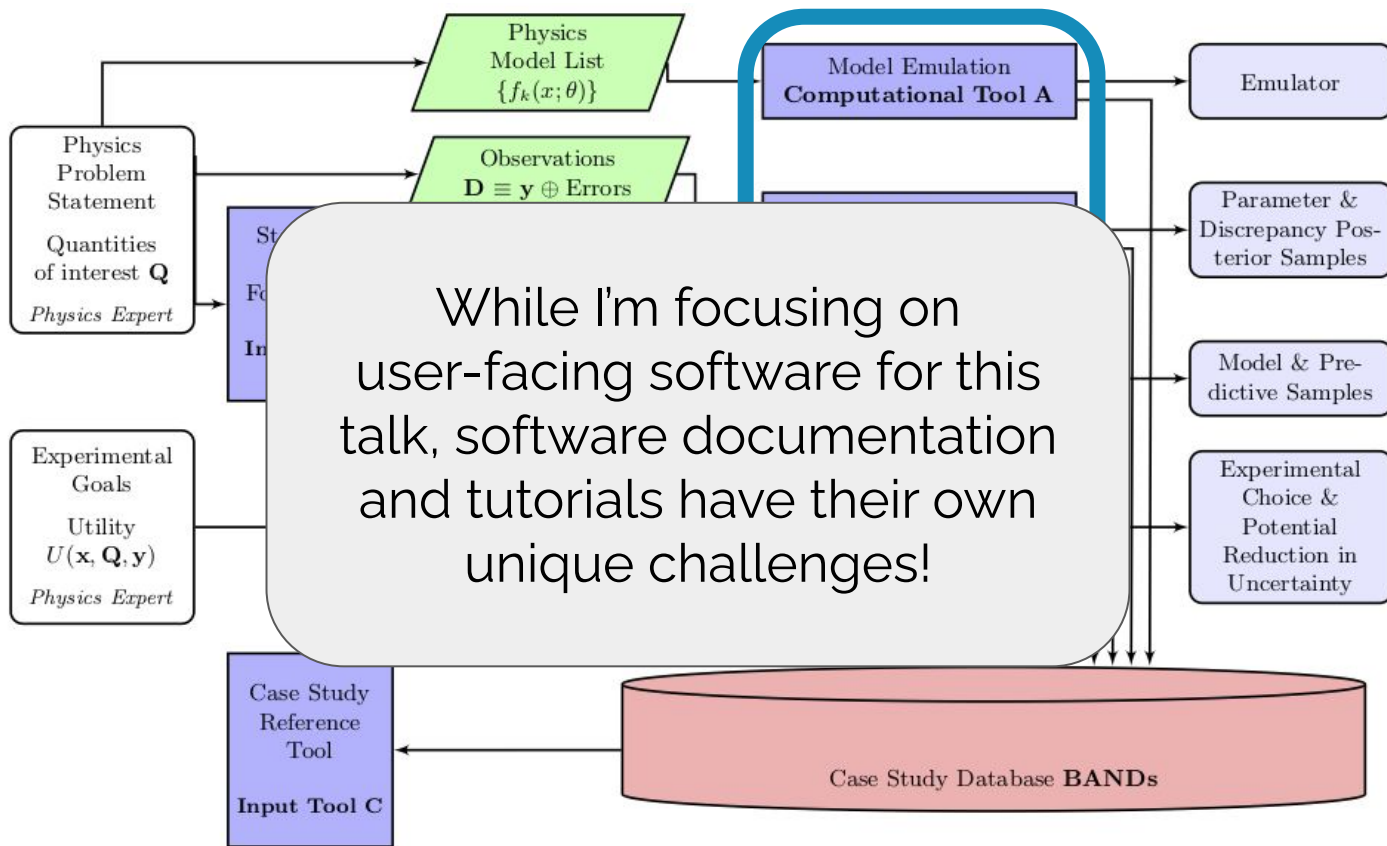 Physics
Model List
{f_k(x; θ)}
Model Emulation
Computational Tool A
Emulator
Physics
Problem
Statement
Quantities
of interest Q
Physics Expert
Observations
D ≡ y ⊕ Errors
Parameter &
Discrepancy Pos-
terior Samples
While I'm focusing on
user-facing software for this
talk, software documentation
and tutorials have their own
unique challenges!
Model & Pre-
dictive Samples
Experimental
Goals
Utility
U(x, Q, y)
Physics Expert
Experimental
Choice &
Potential
Reduction in
Uncertainty
Case Study
Reference
Tool
Input Tool C
Case Study Database BANDs